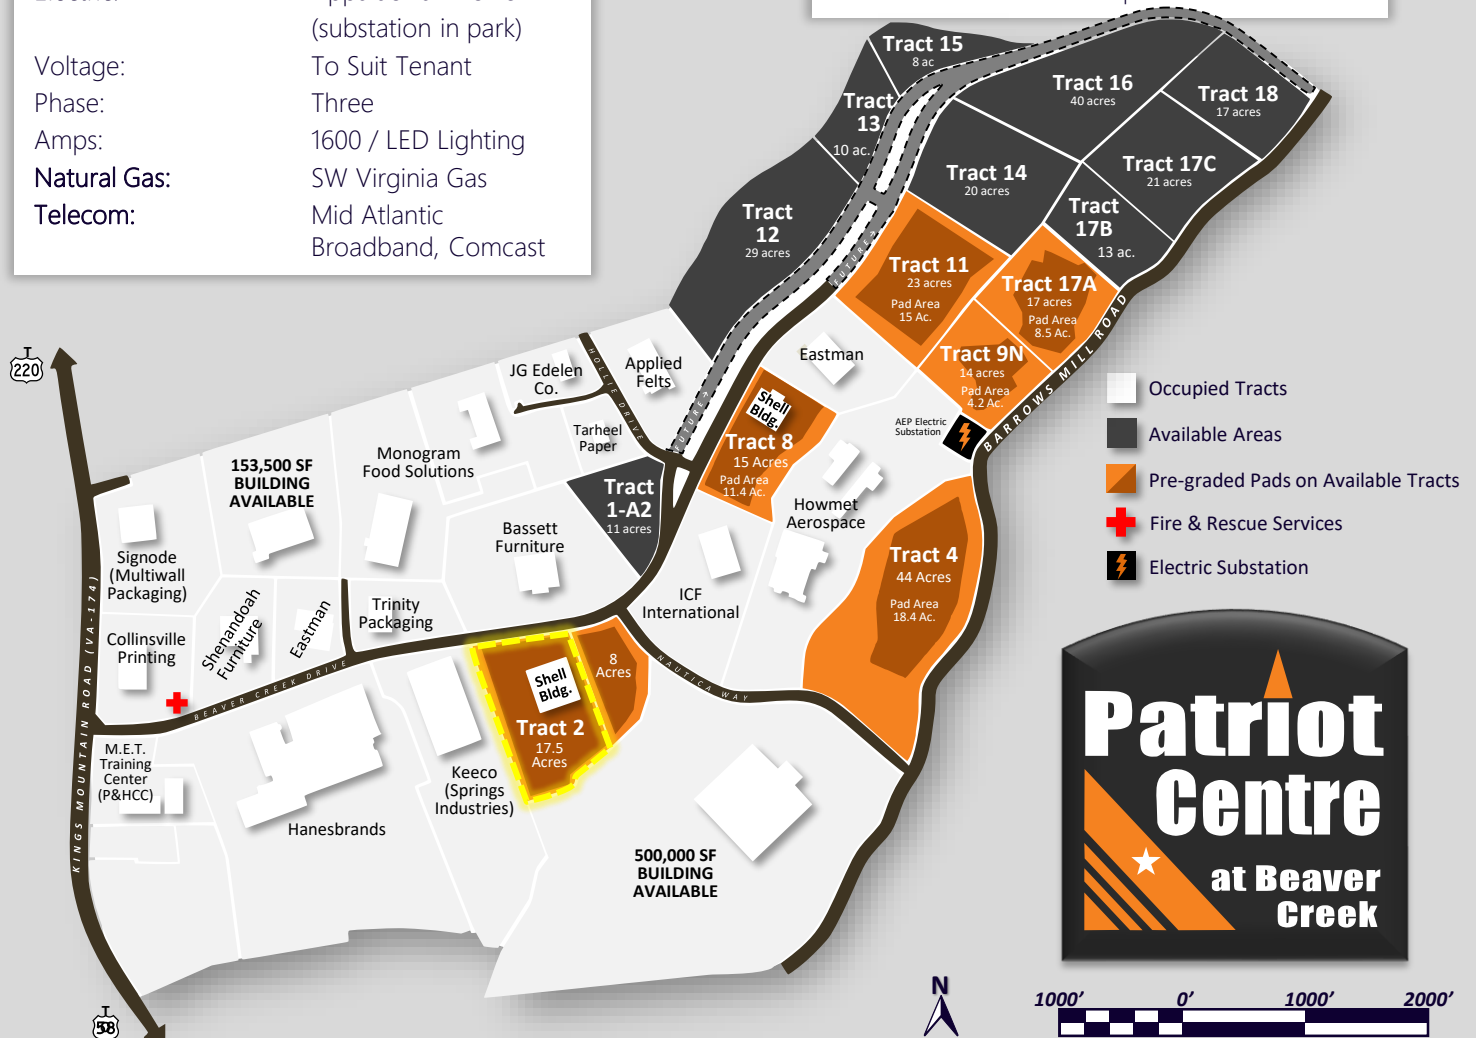 (substation in park)
Voltage: To Suit Tenant
Phase: Three
Amps: 1600 / LED Lighting
Natural Gas: SW Virginia Gas
Telecom: Mid Atlantic
Broadband, Comcast
Tract 15
8 ac
Tract
13
10 ac.
Tract 16
40 acres
Tract 18
17 acres
Tract 14
20 acres
Tract 17C
21 acres
Tract
17B
13 ac.
Tract
12
29 acres
FUTURE
Tract 11
23 acres
Pad Area
15 Ac.
Tract 17A
17 acres
Pad Area
8.5 Ac.
Tract 9N
14 acres
Pad Area
4.2 Ac.
BARROWS MILL ROAD
Eastman
AEP Electric
Substation
Shell
Bldg.
Tract 8
15 Acres
Pad Area
11.4 Ac.
Howmet
Aerospace
Tract 4
44 Acres
Pad Area
18.4 Ac.
220
JG Edelen
Co.
HOLLIE DRIVE
Applied
Felts
FUTURE
Tarheel
Paper
Monogram
Food Solutions
153,500 SF
BUILDING
AVAILABLE
Tract
1-A2
11 acres
Bassett
Furniture
Signode
(Multiwall
Packaging)
Collinsville
Printing
Shenandoah
Furniture
Eastman
Trinity
Packaging
ICF
International
KINGS MOUNTAIN ROAD (VA-174)
BEAVER CREEK DRIVE
NAUTICA WAY
8
Acres
Shell
Bldg.
Tract 2
17.5
Acres
M.E.T.
Training
Center
(P&HCC)
Hanesbrands
Keeco
(Springs
Industries)
500,000 SF
BUILDING
AVAILABLE
58
Occupied Tracts
Available Areas
Pre-graded Pads on Available Tracts
Fire & Rescue Services
Electric Substation
Patriot
Centre
at Beaver
Creek
N
1000' 0' 1000' 2000'